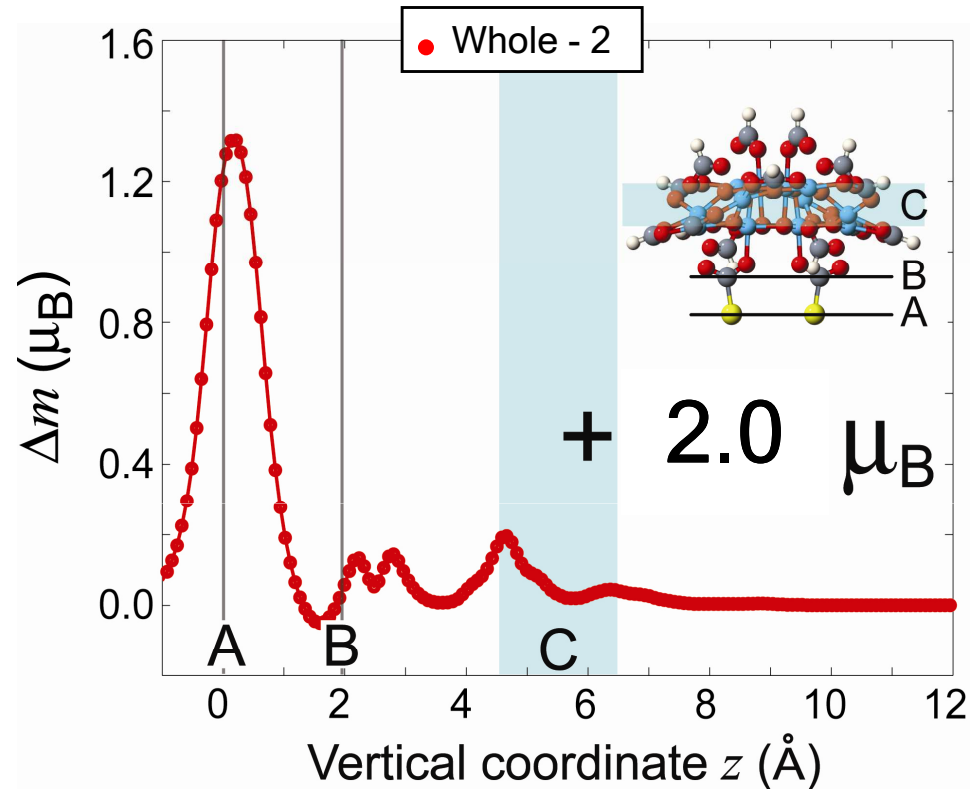 Whole - 2
1.6
1.2
0.8
0.4
0.0
Δm (μB)
C
B
A
+ 2.0 μB
A B C
0 2 4 6 8 10 12
Vertical coordinate z (Å)